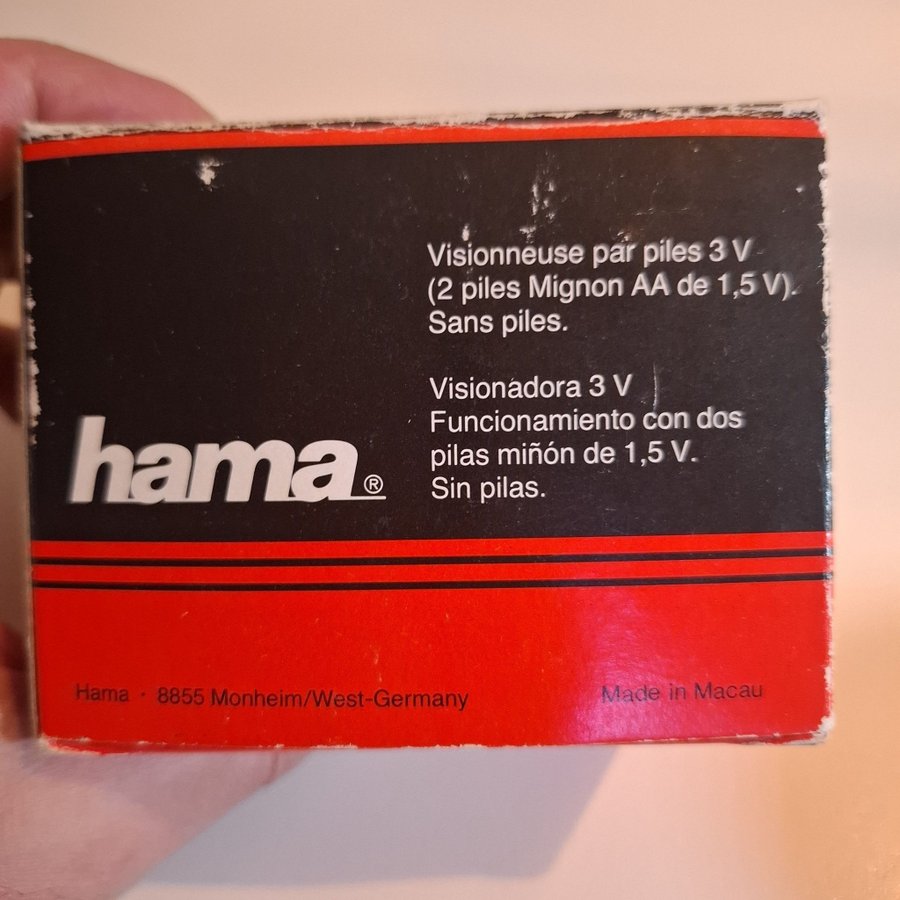 Visionneuse par piles 3 V
(2 piles Mignon AA de 1,5 V).
Sans piles.
Visionadora 3 V
Funcionamiento con dos
pilas miñón de 1,5 V.
Sin pilas.
hama®
Hama · 8855 Monheim/West-Germany
Made in Macau